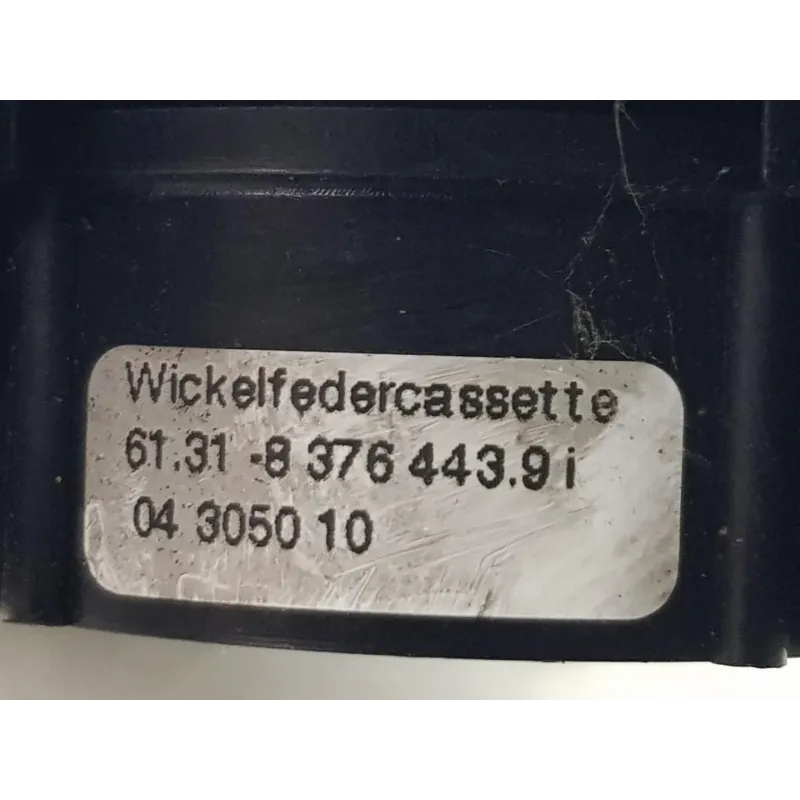 Wickelfedercassette
61.31 -8 376 443.9 i
04 3050 10